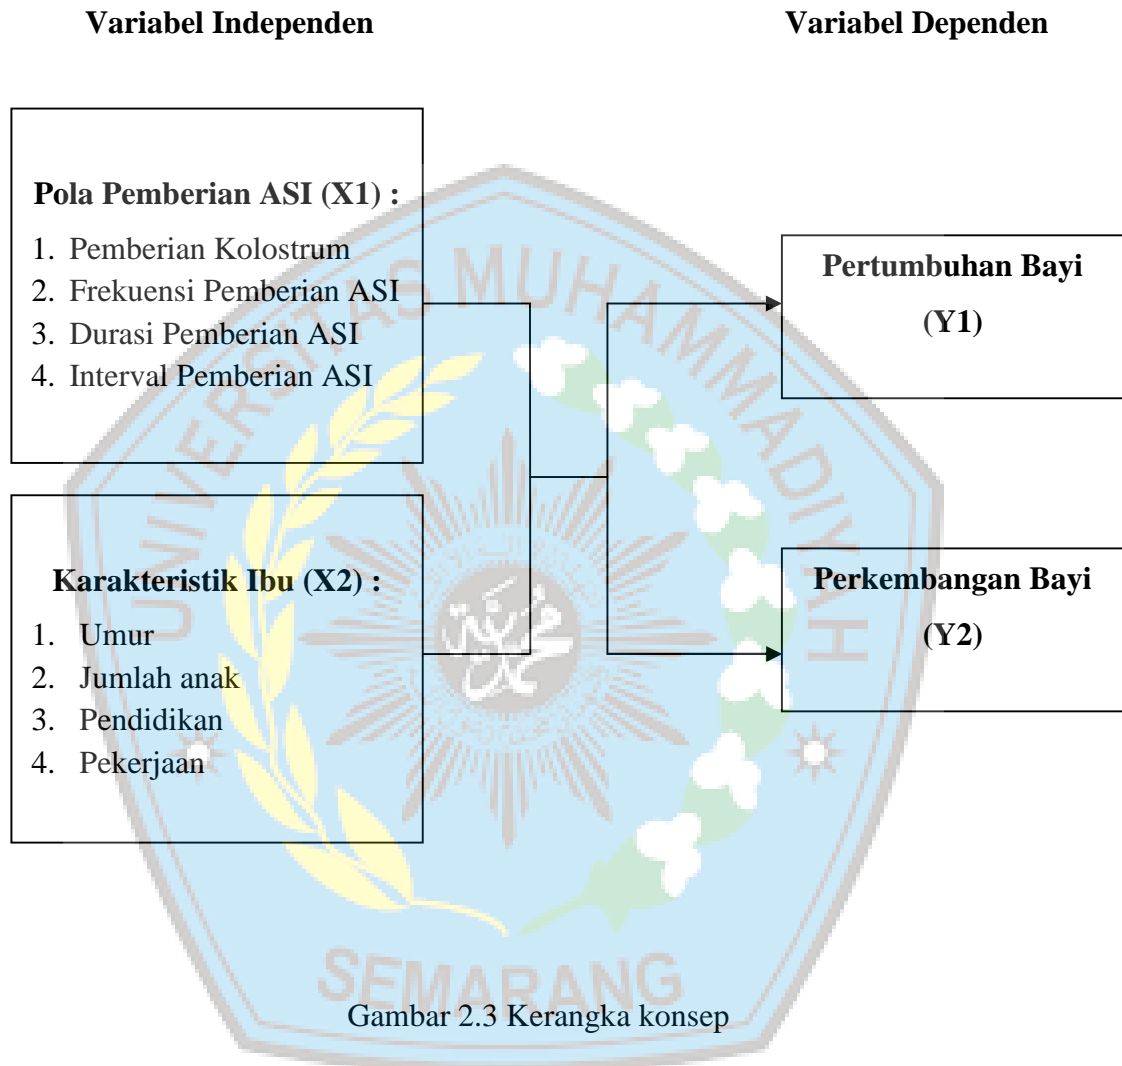 Variabel Independen
Variabel Dependen
Pola Pemberian ASI (X1) :
1. Pemberian Kolostrum
2. Frekuensi Pemberian ASI
3. Durasi Pemberian ASI
4. Interval Pemberian ASI
Karakteristik Ibu (X2) :
1. Umur
2. Jumlah anak
3. Pendidikan
4. Pekerjaan
Pertumbuhan Bayi
(Y1)
Perkembangan Bayi
(Y2)
UNIVERSITAS MUHAMMADIYAH
SEMARANG
Gambar 2.3 Kerangka konsep